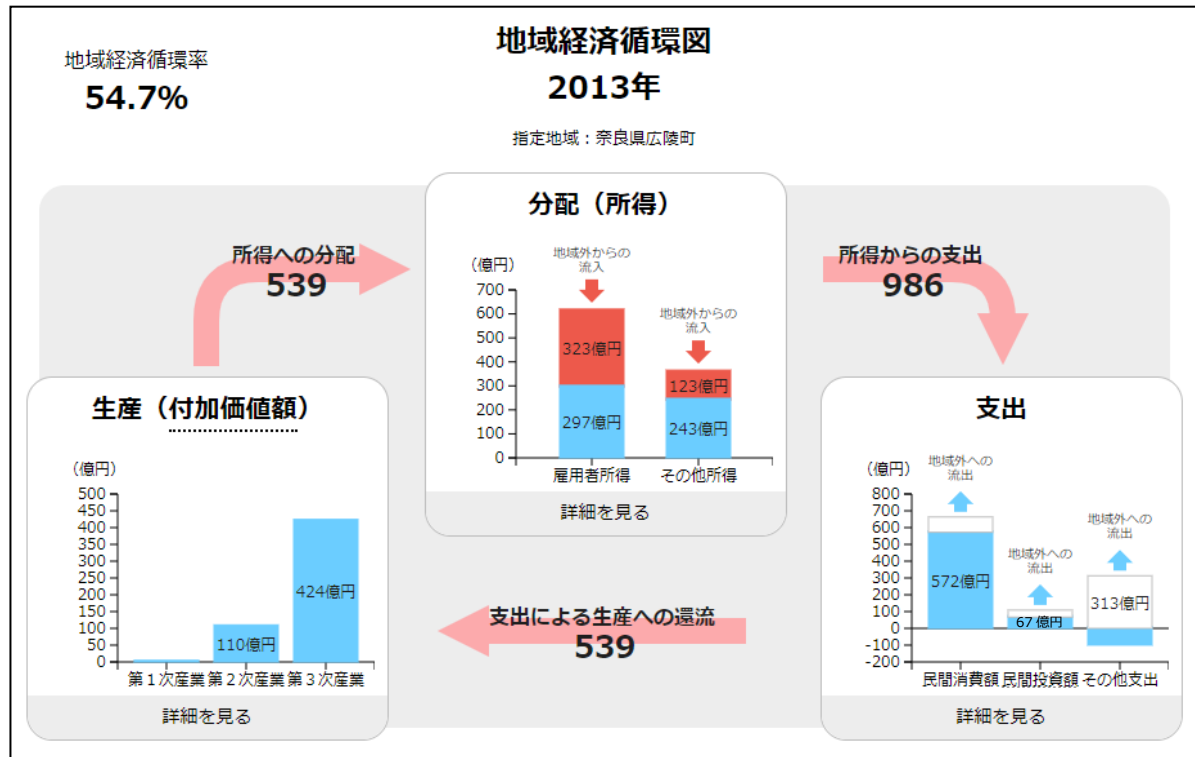 地域経済循環図
2013年
指定地域：奈良県広陵町
地域経済循環率
54.7%
分配（所得）
所得への分配
539
所得からの支出
986
（億円）
700
600
500
400
300
200
100
0
地域外からの
流入
地域外からの
流入
323億円
123億円
297億円
243億円
雇用者所得
その他所得
詳細を見る
生産（付加価値額）
（億円）
500
450
400
350
300
250
200
150
100
50
0
424億円
110億円
第１次産業
第２次産業
第３次産業
詳細を見る
支出
（億円）
800
700
600
500
400
300
200
100
0
-100
-200
地域外への
流出
地域外への
流出
地域外への
流出
572億円
67億円
313億円
民間消費額
民間投資額
その他支出
詳細を見る
支出による生産への還流
539